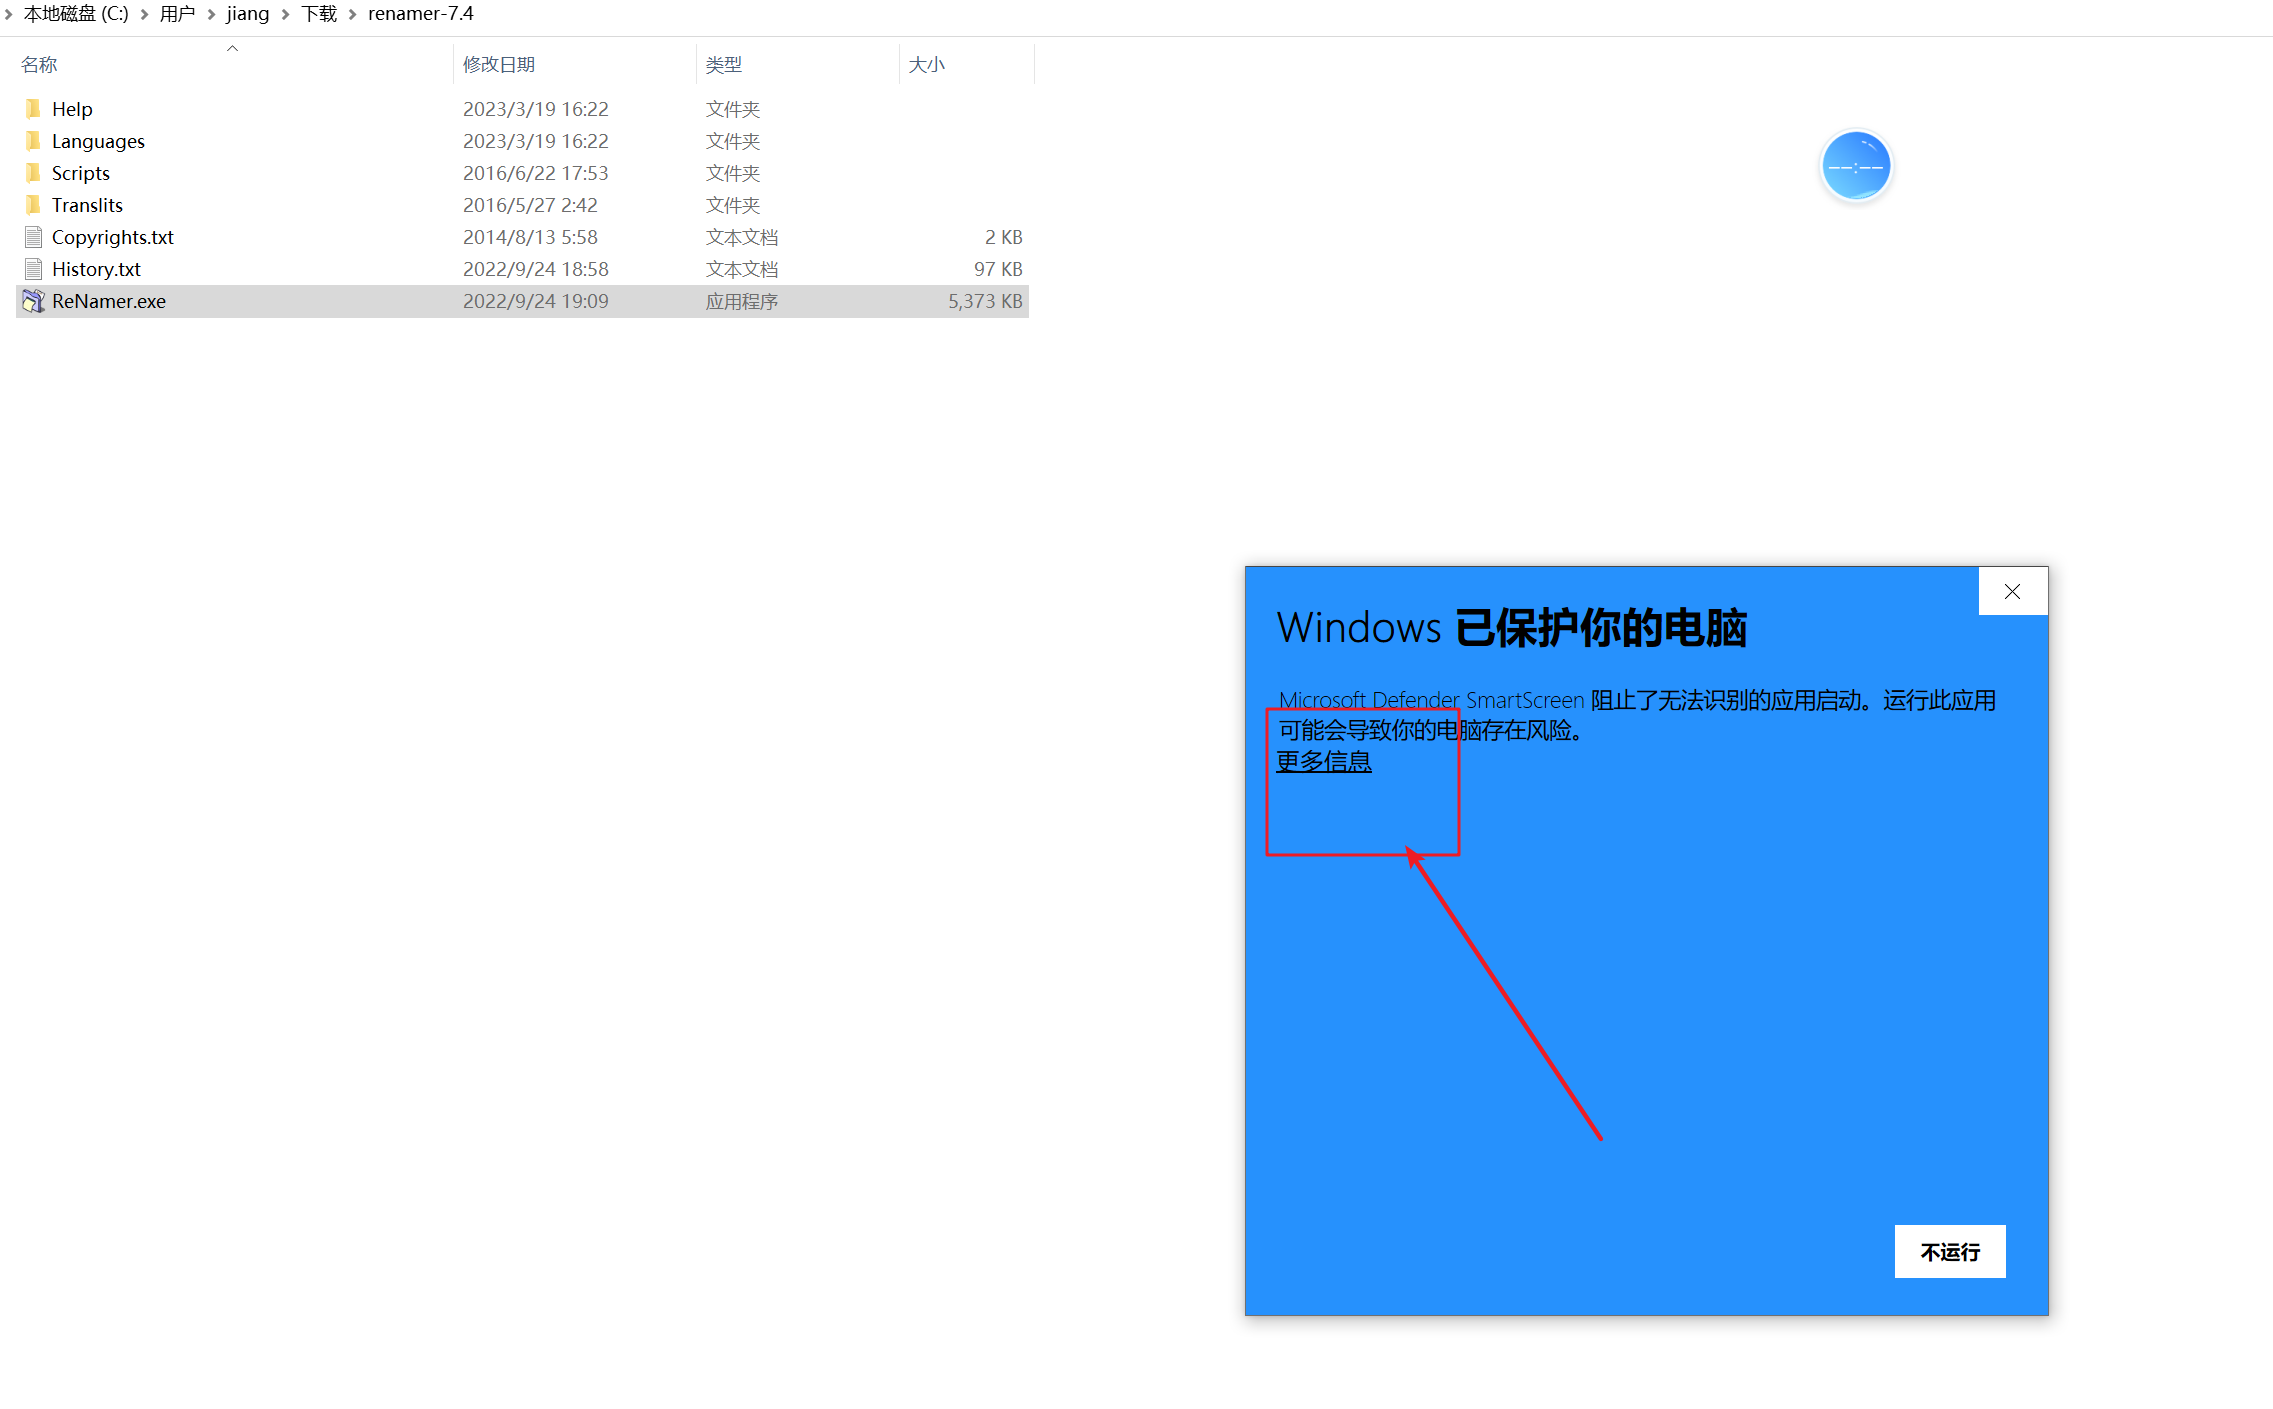 本地磁盘 (C:) › 用户 › jiang › 下载 › renamer-7.4
名称 修改日期 类型 大小
Help 2023/3/19 16:22 文件夹
Languages 2023/3/19 16:22 文件夹
Scripts 2016/6/22 17:53 文件夹
Translits 2016/5/27 2:42 文件夹
Copyrights.txt 2014/8/13 5:58 文本文档 2 KB
History.txt 2022/9/24 18:58 文本文档 97 KB
ReNamer.exe 2022/9/24 19:09 应用程序 5,373 KB
--:--
Windows 已保护你的电脑
Microsoft Defender SmartScreen 阻止了无法识别的应用启动。运行此应用
可能会导致你的电脑存在风险。
更多信息
不运行